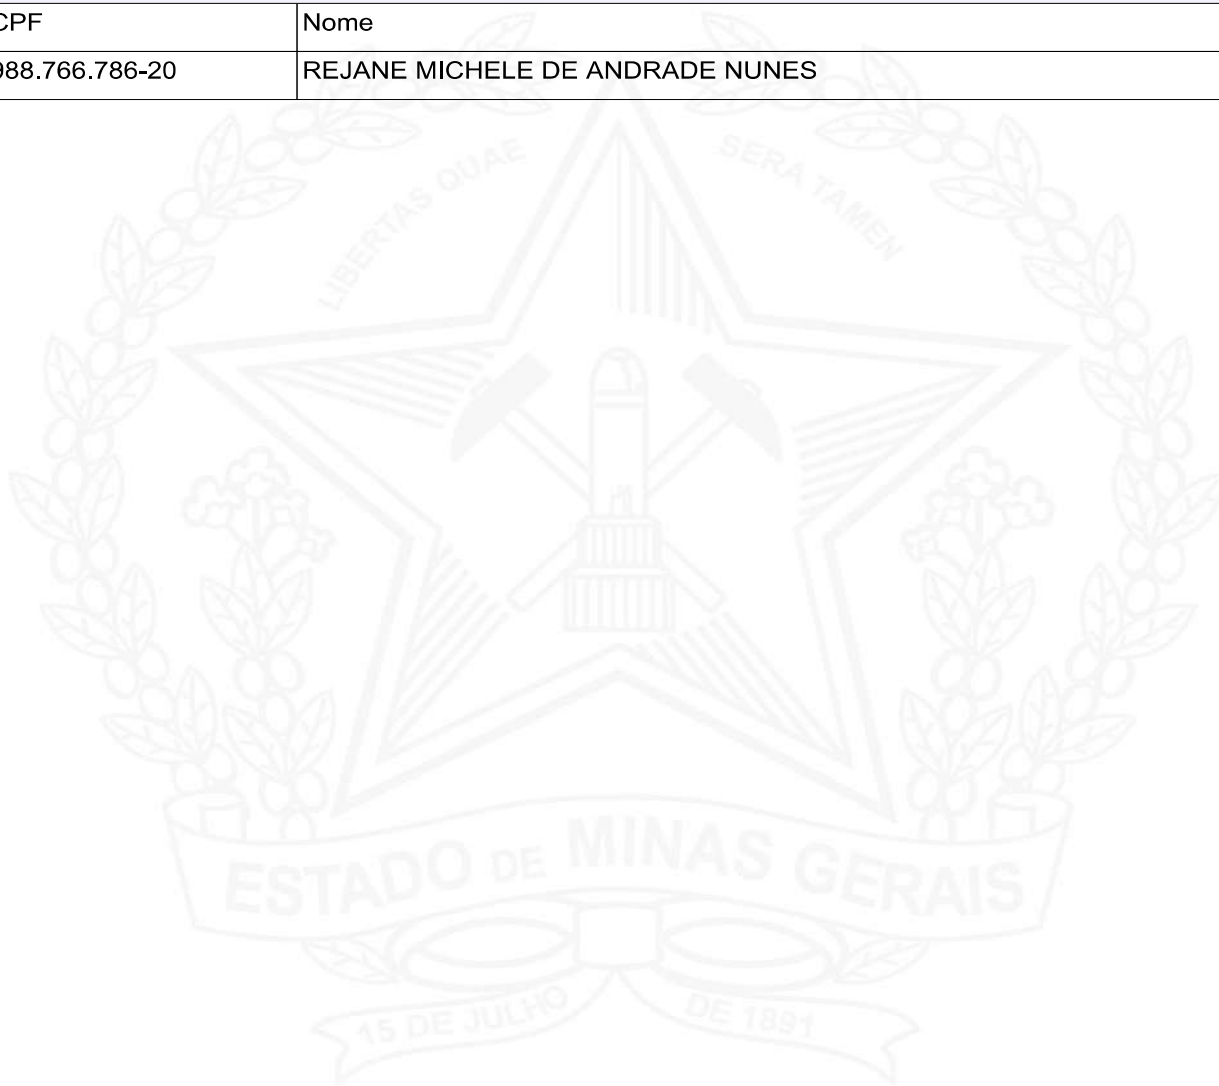 CPF Nome
988.766.786-20 REJANE MICHELE DE ANDRADE NUNES
LIBERTAS QUAE SERA TAMEN
ESTADO DE MINAS GERAIS
15 DE JULHO DE 1891